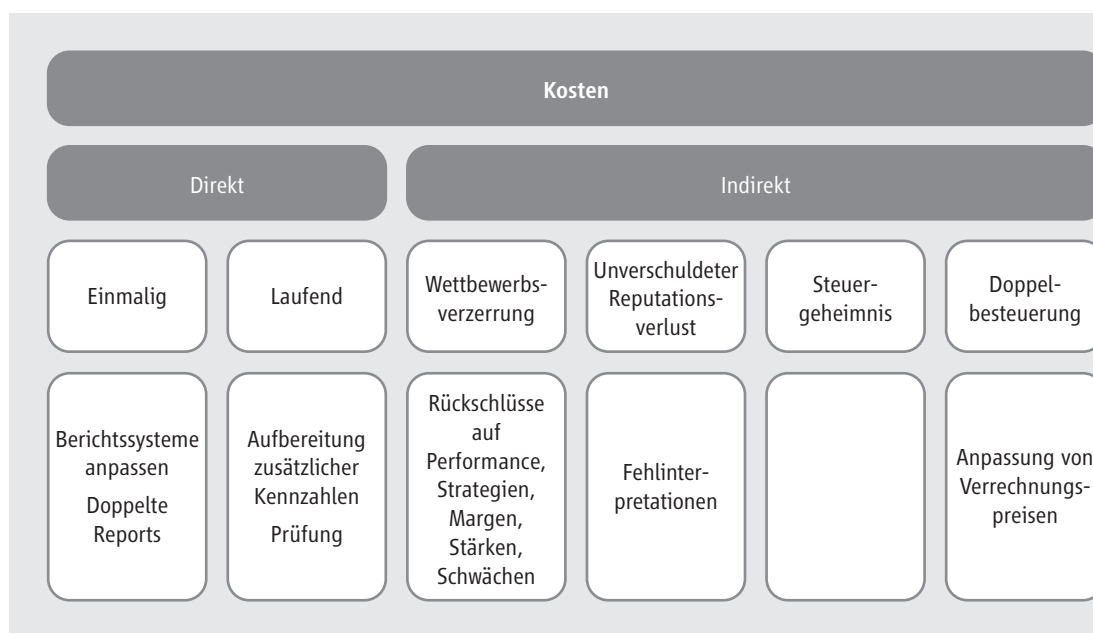 Kosten
Direkt
Indirekt
Einmalig
Laufend
Wettbewerbs-
verzerrung
Unverschuldeter
Reputations-
verlust
Steuer-
geheimnis
Doppel-
besteuerung
Berichtssysteme
anpassen
Doppelte
Reports
Aufbereitung
zusätzlicher
Kennzahlen
Prüfung
Rückschlüsse
auf
Performance,
Strategien,
Margen,
Stärken,
Schwächen
Fehlinter-
pretationen
Anpassung von
Verrechnungs-
preisen